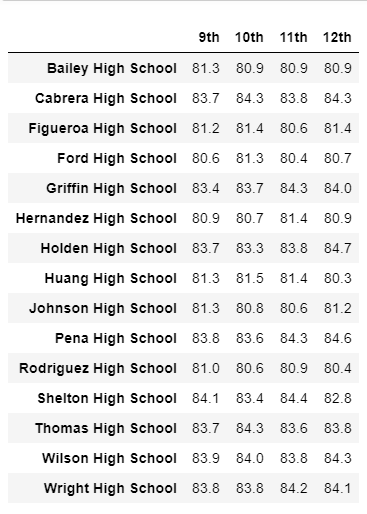 9th 10th 11th 12th
Bailey High School 81.3 80.9 80.9 80.9
Cabrera High School 83.7 84.3 83.8 84.3
Figueroa High School 81.2 81.4 80.6 81.4
Ford High School 80.6 81.3 80.4 80.7
Griffin High School 83.4 83.7 84.3 84.0
Hernandez High School 80.9 80.7 81.4 80.9
Holden High School 83.7 83.3 83.8 84.7
Huang High School 81.3 81.5 81.4 80.3
Johnson High School 81.3 80.8 80.6 81.2
Pena High School 83.8 83.6 84.3 84.6
Rodriguez High School 81.0 80.6 80.9 80.4
Shelton High School 84.1 83.4 84.4 82.8
Thomas High School 83.7 84.3 83.6 83.8
Wilson High School 83.9 84.0 83.8 84.3
Wright High School 83.8 83.8 84.2 84.1